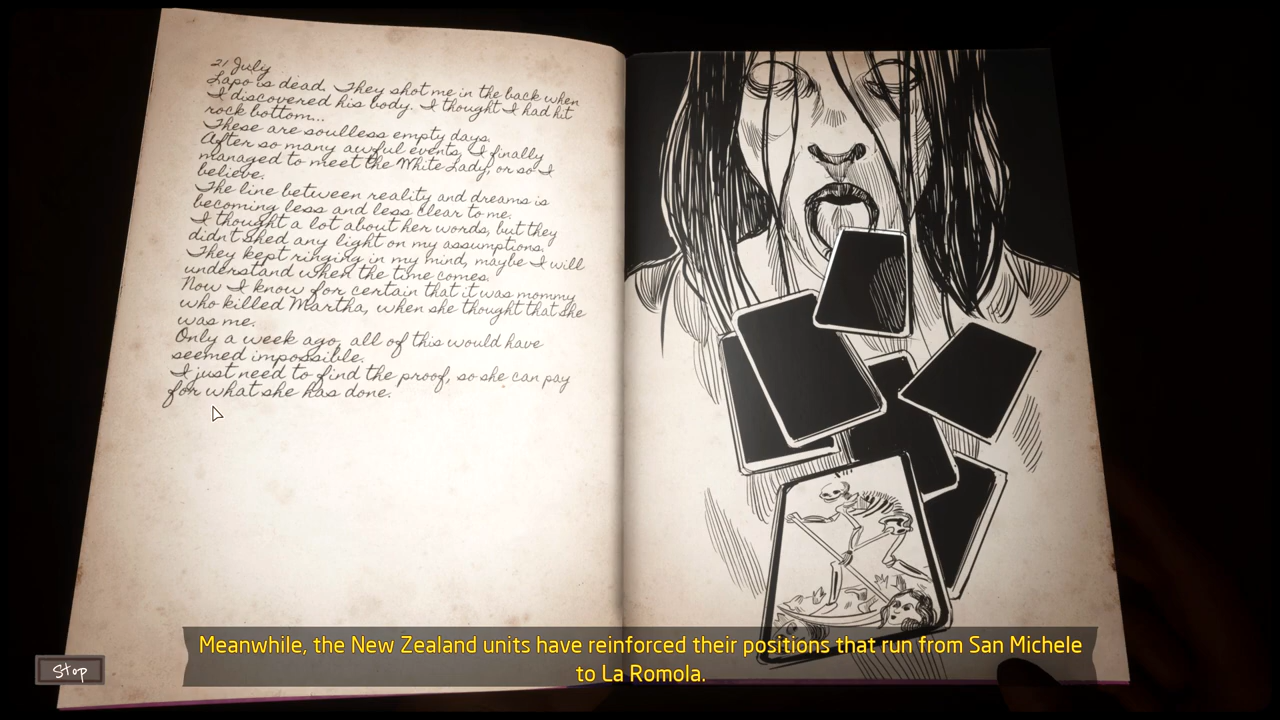 21 July
Lapo is dead. They shot me in the back when
I discovered his body. I thought I had hit
rock bottom...
These are soulless empty days.
After so many awful events, I finally
managed to meet the White Lady, or so I
believe.
The line between reality and dreams is
becoming less and less clear to me.
I thought a lot about her words, but they
didn't shed any light on my assumptions.
They kept ringing in my mind, maybe I will
understand when the time comes.
Now I know for certain that it was mommy
who killed Martha, when she thought that she
was me.
Only a week ago, all of this would have
seemed impossible.
I just need to find the proof, so she can pay
for what she has done.
Meanwhile, the New Zealand units have reinforced their positions that run from San Michele
to La Romola.
Stop